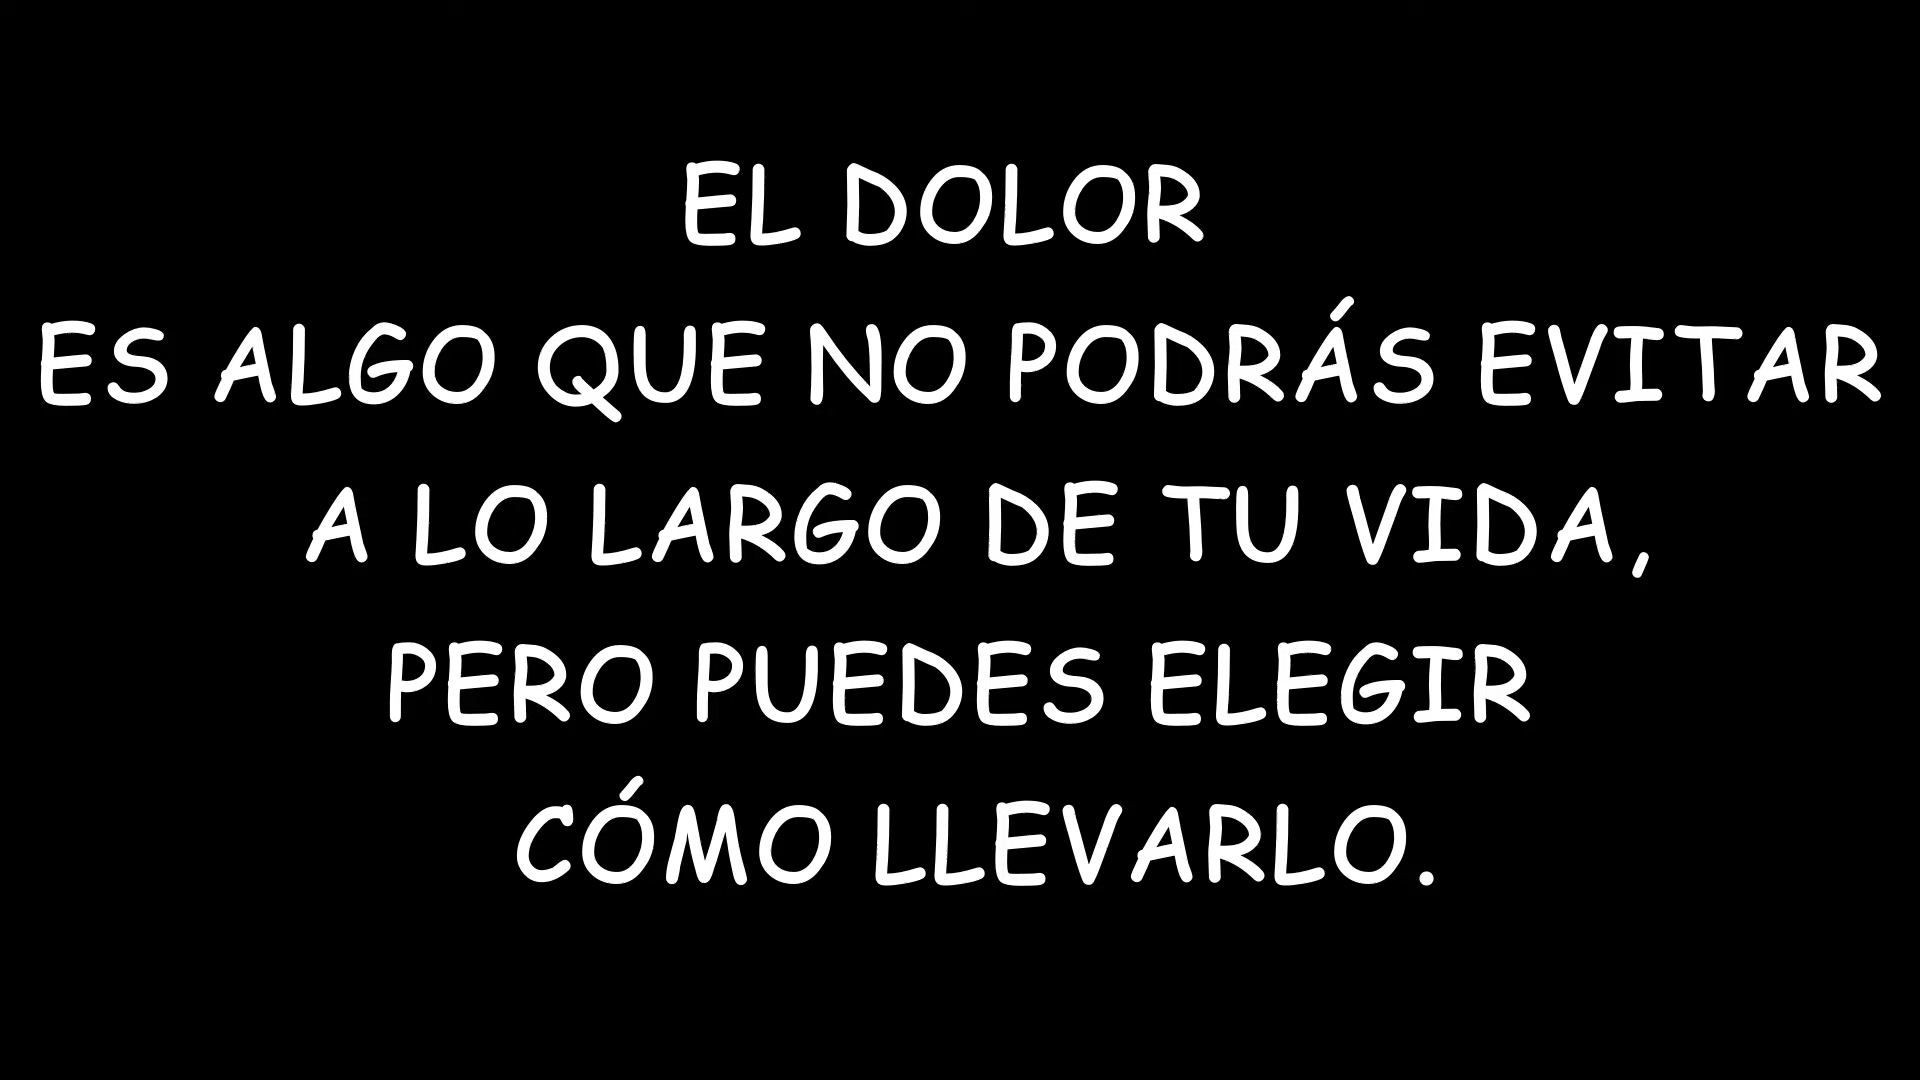 EL DOLOR
ES ALGO QUE NO PODRÁS EVITAR
A LO LARGO DE TU VIDA,
PERO PUEDES ELEGIR
CÓMO LLEVARLO.